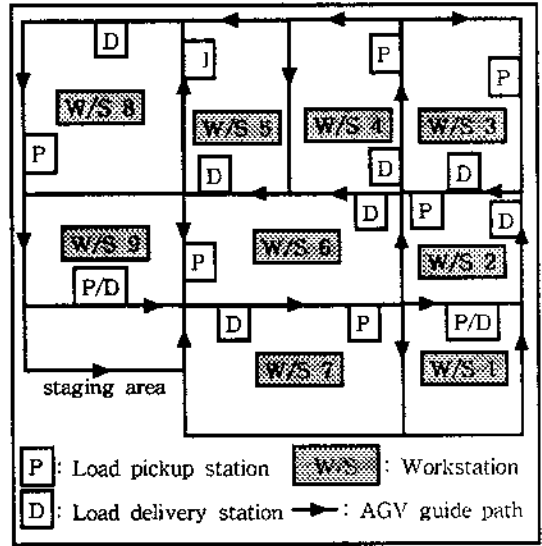 D
J
P
P
W/S 8
W/S 5
W/S 4
W/S 3
P
D
D
D
D
P
D
W/S 9
P
W/S 6
W/S 2
P/D
D
P
P/D
W/S 7
W/S 1
staging area
P : Load pickup station
W/S : Workstation
D : Load delivery station
: AGV guide path